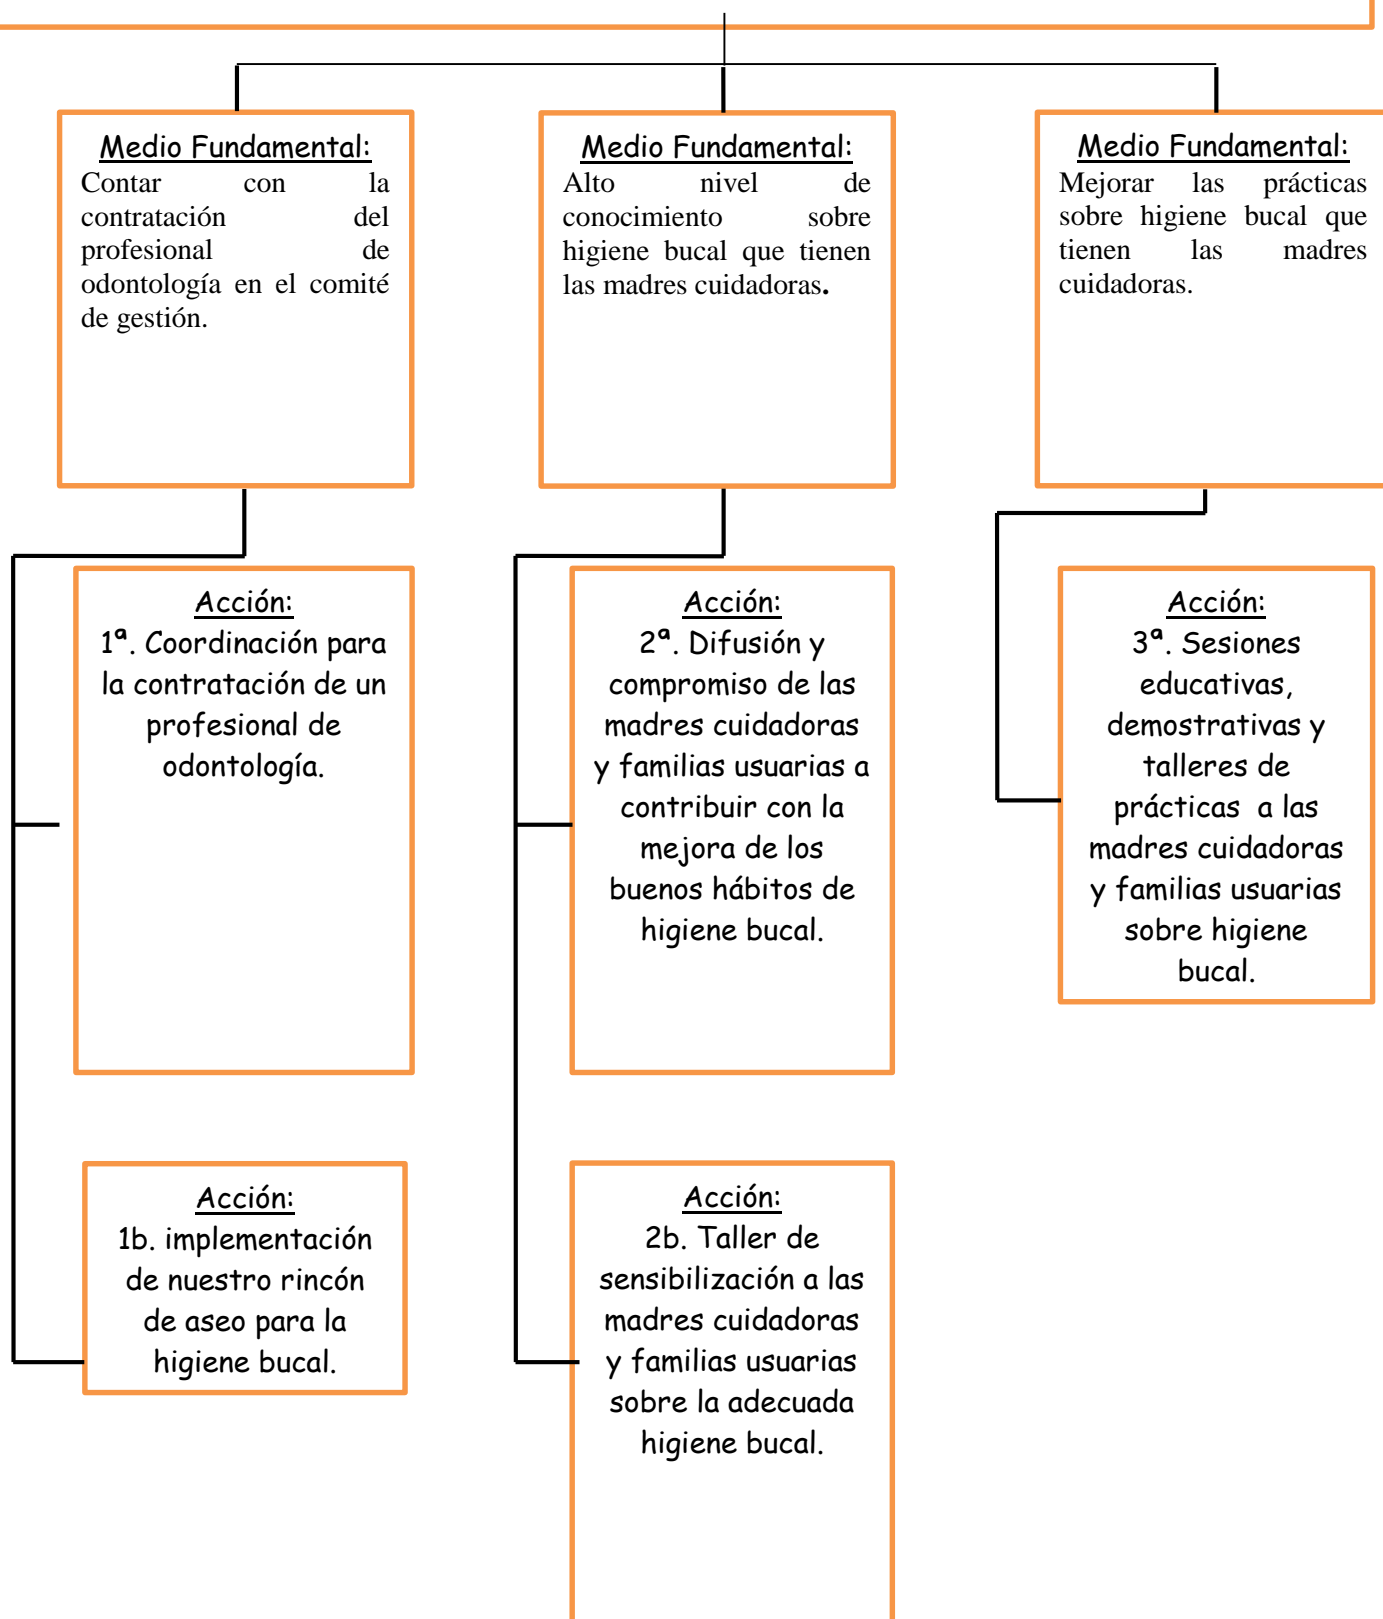 Medio Fundamental:
Contar con la
contratación del
profesional de
odontología en el comité
de gestión.
Medio Fundamental:
Alto nivel de
conocimiento sobre
higiene bucal que tienen
las madres cuidadoras.
Medio Fundamental:
Mejorar las prácticas
sobre higiene bucal que
tienen las madres
cuidadoras.
Acción:
1ª. Coordinación para
la contratación de un
profesional de
odontología.
Acción:
2ª. Difusión y
compromiso de las
madres cuidadoras
y familias usuarias a
contribuir con la
mejora de los
buenos hábitos de
higiene bucal.
Acción:
3ª. Sesiones
educativas,
demostrativas y
talleres de
prácticas a las
madres cuidadoras
y familias usuarias
sobre higiene
bucal.
Acción:
1b. implementación
de nuestro rincón
de aseo para la
higiene bucal.
Acción:
2b. Taller de
sensibilización a las
madres cuidadoras
y familias usuarias
sobre la adecuada
higiene bucal.